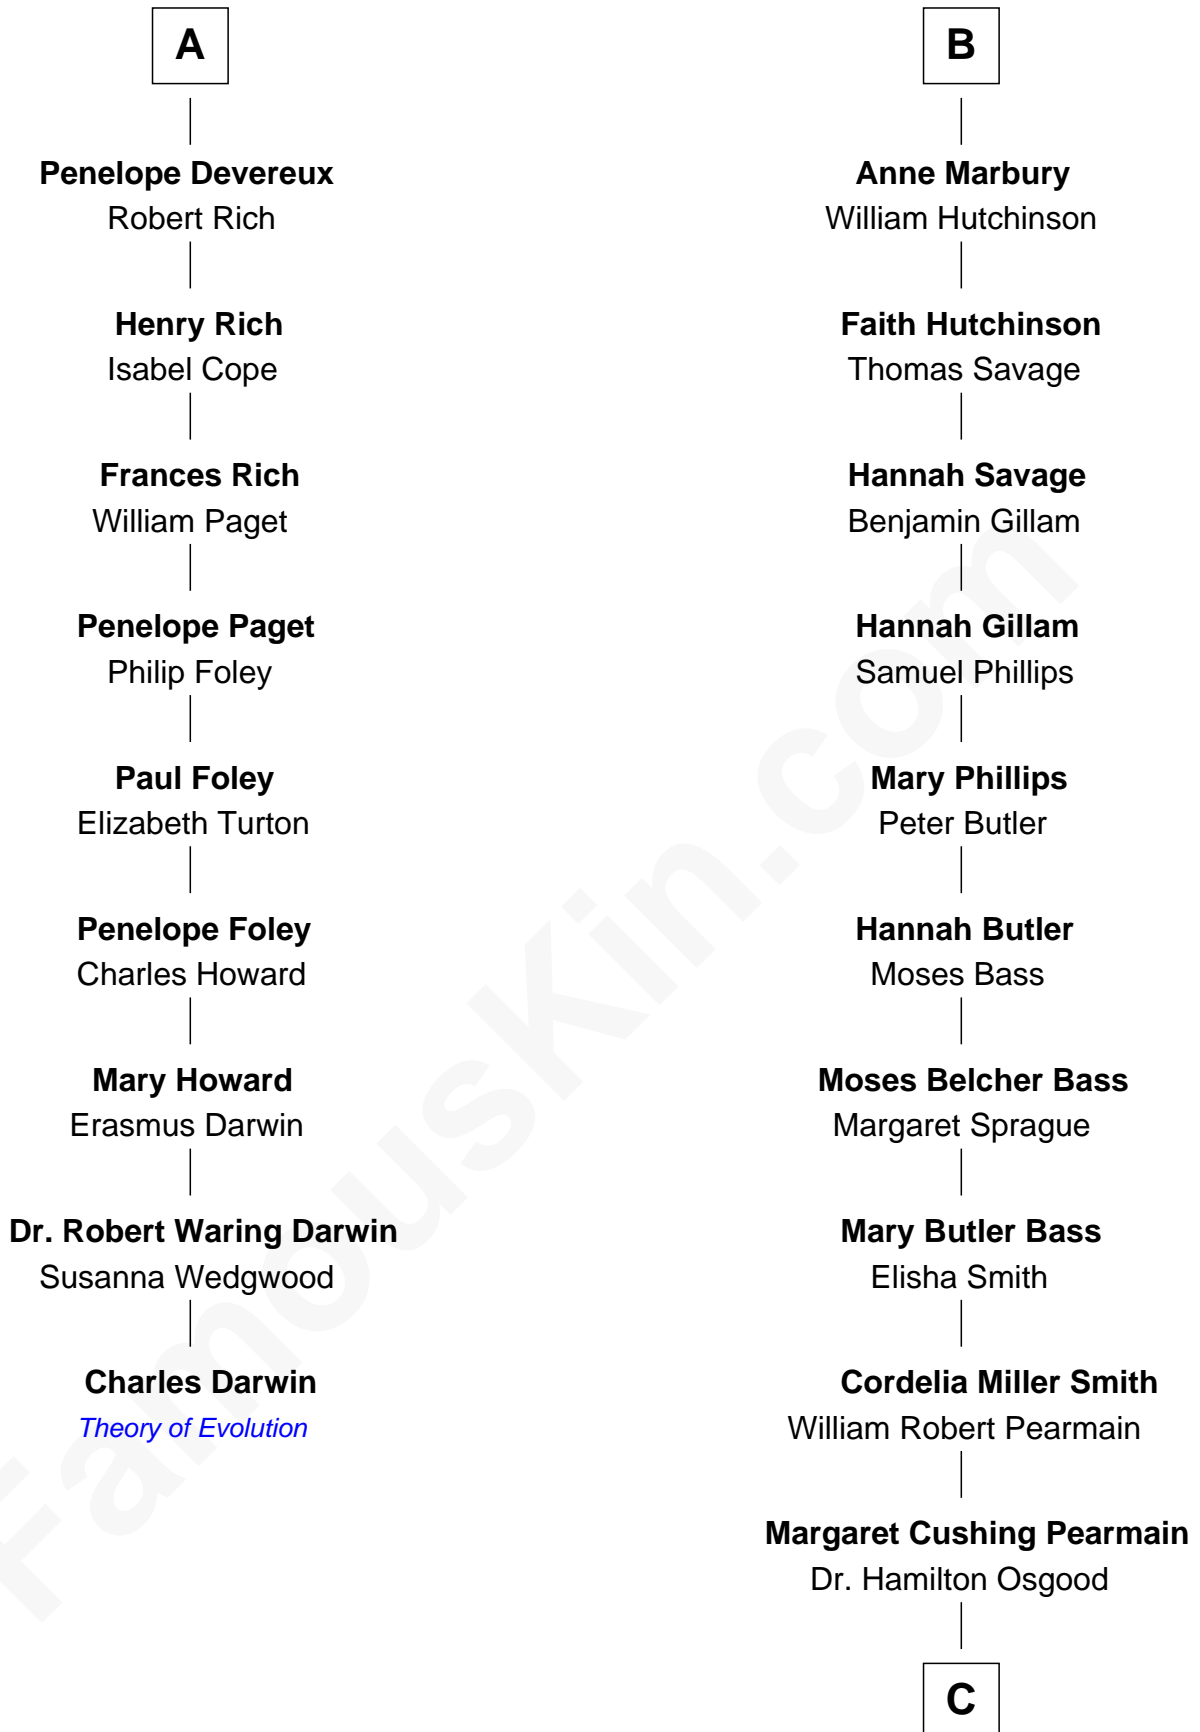 A
Penelope Devereux
Robert Rich
Henry Rich
Isabel Cope
Frances Rich
William Paget
Penelope Paget
Philip Foley
Paul Foley
Elizabeth Turton
Penelope Foley
Charles Howard
Mary Howard
Erasmus Darwin
Dr. Robert Waring Darwin
Susanna Wedgwood
Charles Darwin
Theory of Evolution
B
Anne Marbury
William Hutchinson
Faith Hutchinson
Thomas Savage
Hannah Savage
Benjamin Gillam
Hannah Gillam
Samuel Phillips
Mary Phillips
Peter Butler
Hannah Butler
Moses Bass
Moses Belcher Bass
Margaret Sprague
Mary Butler Bass
Elisha Smith
Cordelia Miller Smith
William Robert Pearmain
Margaret Cushing Pearmain
Dr. Hamilton Osgood
C
FamousKin.com